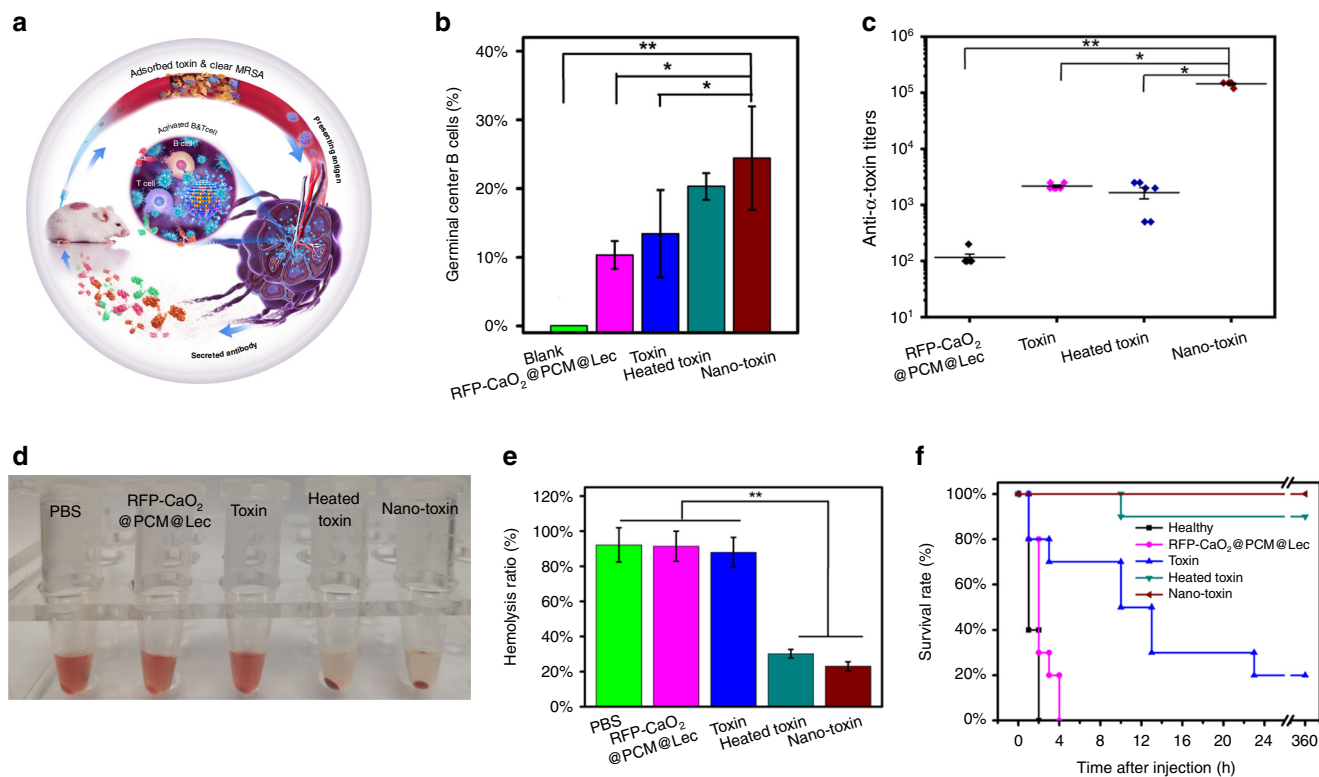 a
Adsorbed toxin & clear MRSA
Activated B&Tcell
B cell
T cell
Presenting antigen
Secreted antibody
b
Germinal center B cells (%)
40%
30%
20%
10%
0%
**
*
*
Blank
RFP-CaO2@PCM@Lec
Toxin
Heated toxin
Nano-toxin
c
Anti-α-toxin titers
10^6
10^5
10^4
10^3
10^2
10^1
**
*
*
RFP-CaO2
@PCM@Lec
Toxin
Heated toxin
Nano-toxin
d
PBS
RFP-CaO2
@PCM@Lec
Toxin
Heated
toxin
Nano-toxin
e
Hemolysis ratio (%)
120%
100%
80%
60%
40%
20%
0%
**
PBS
RFP-CaO2
@PCM@Lec
Toxin
Heated toxin
Nano-toxin
f
Survival rate (%)
100%
80%
60%
40%
20%
0%
Healthy
RFP-CaO2@PCM@Lec
Toxin
Heated toxin
Nano-toxin
0 4 8 12 16 20 24 360
Time after injection (h)